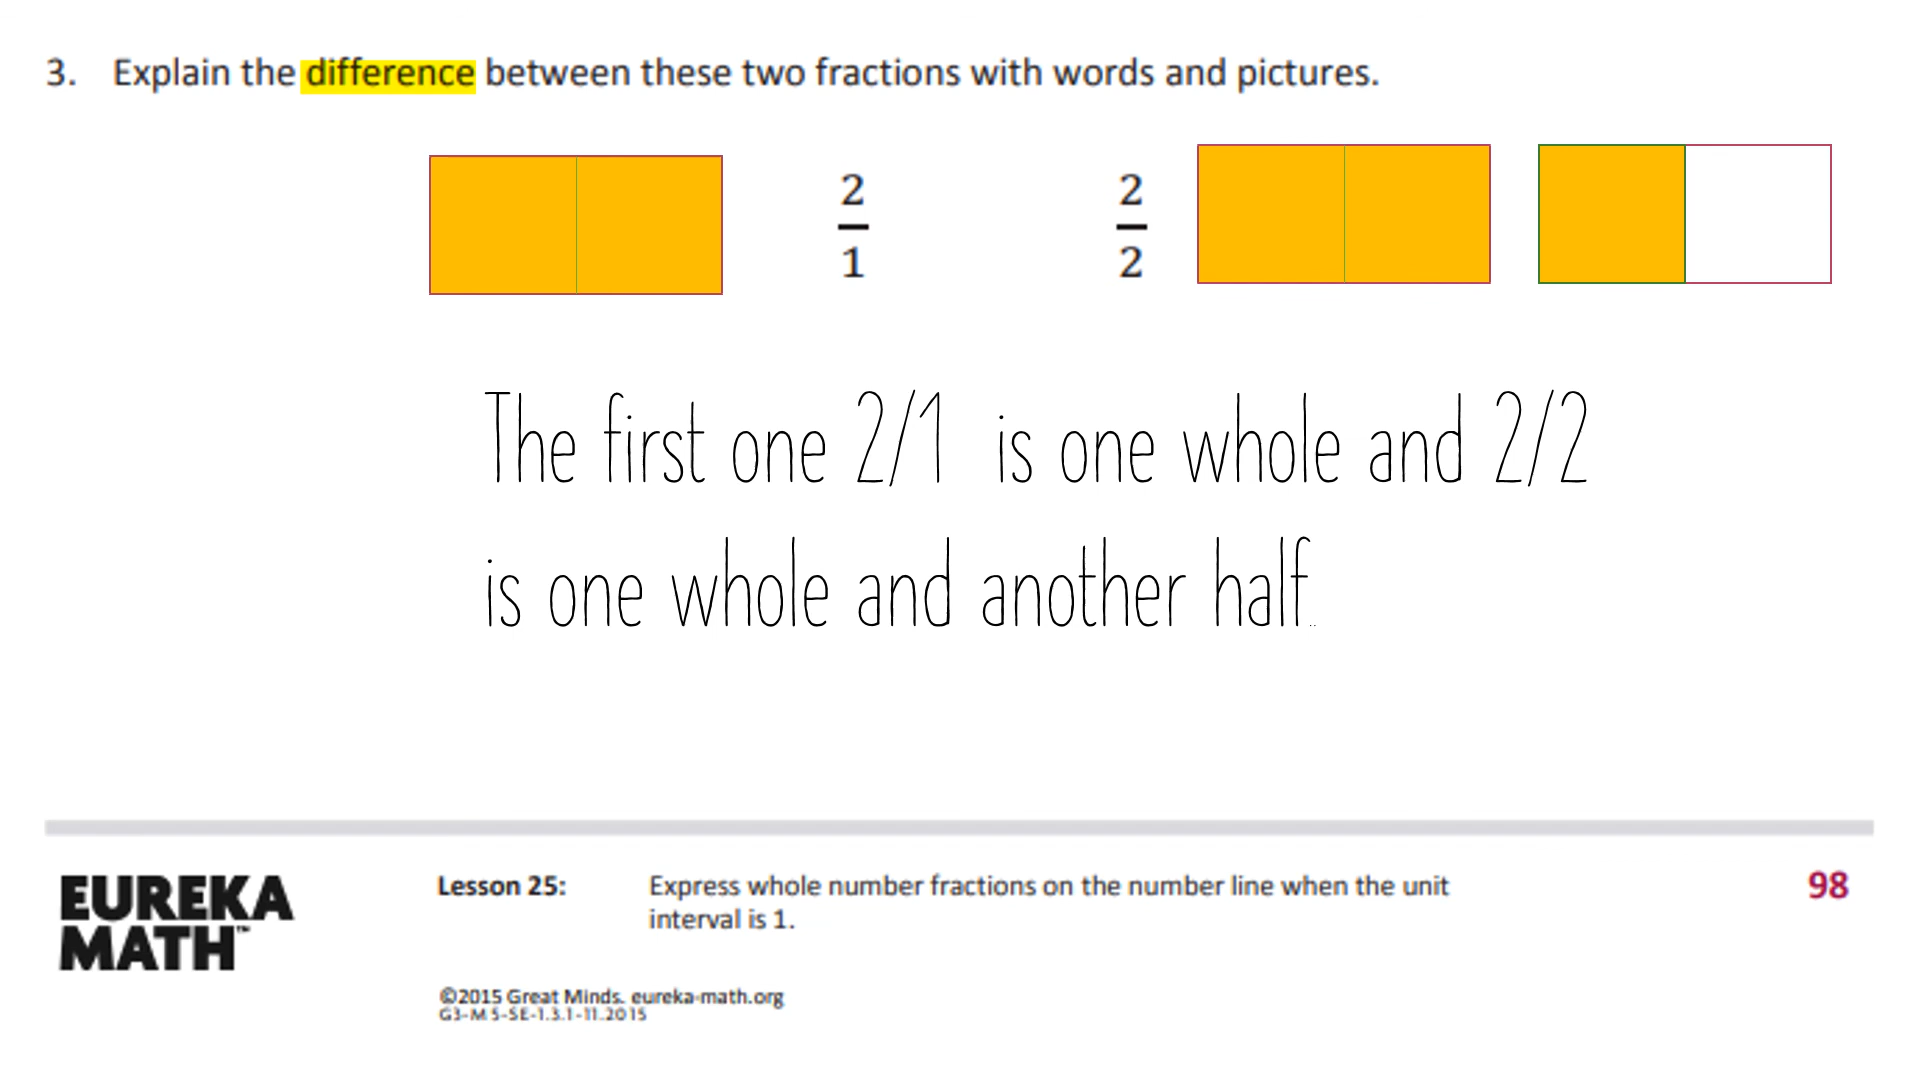 3. Explain the difference between these two fractions with words and pictures.
2
1
2
2
The first one 2/1 is one whole and 2/2
is one whole and another half..
EUREKA
MATH™
Lesson 25: Express whole number fractions on the number line when the unit
interval is 1.
98
©2015 Great Minds. eureka-math.org
G3-M5-SE-1.3.1-11.2015